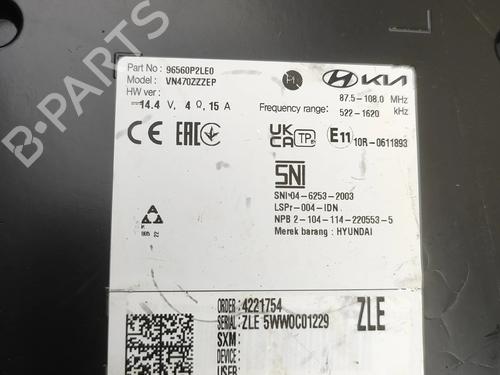 Part No: 96560P2LE0
Model: VN470ZZZEP
HW ver:
14.4 V, 4 Ω, 15 A
HYUNDAI KIA
87.5-108.0 MHz
Frequency range: 522-1620 kHz
CE EAC
UK CA TP
E11 10R-0611893
SNI
SNI 04-6253-2003
LSPr-004-IDN
NPB 2-104-114-220553-5
Merek barang: HYUNDAI
ORDER: 4221754
SERIAL: ZLE 5WW0C01229
ZLE
SXM:
DEVICE:
USER
B-PARTS